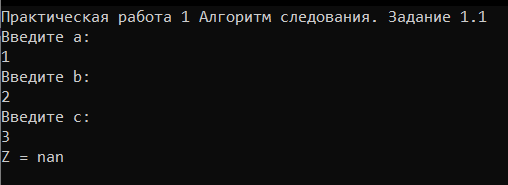 Практическая работа 1 Алгоритм следования. Задание 1.1
Введите a:
1
Введите b:
2
Введите c:
3
Z = nan